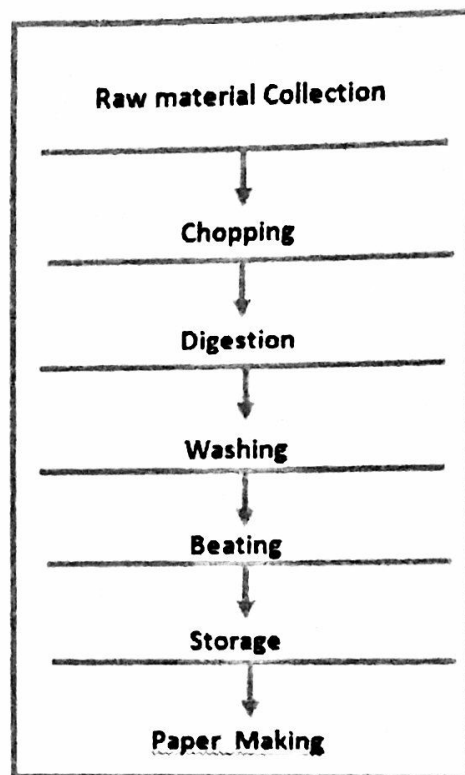 Raw material Collection
Chopping
Digestion
Washing
Beating
Storage
Paper Making